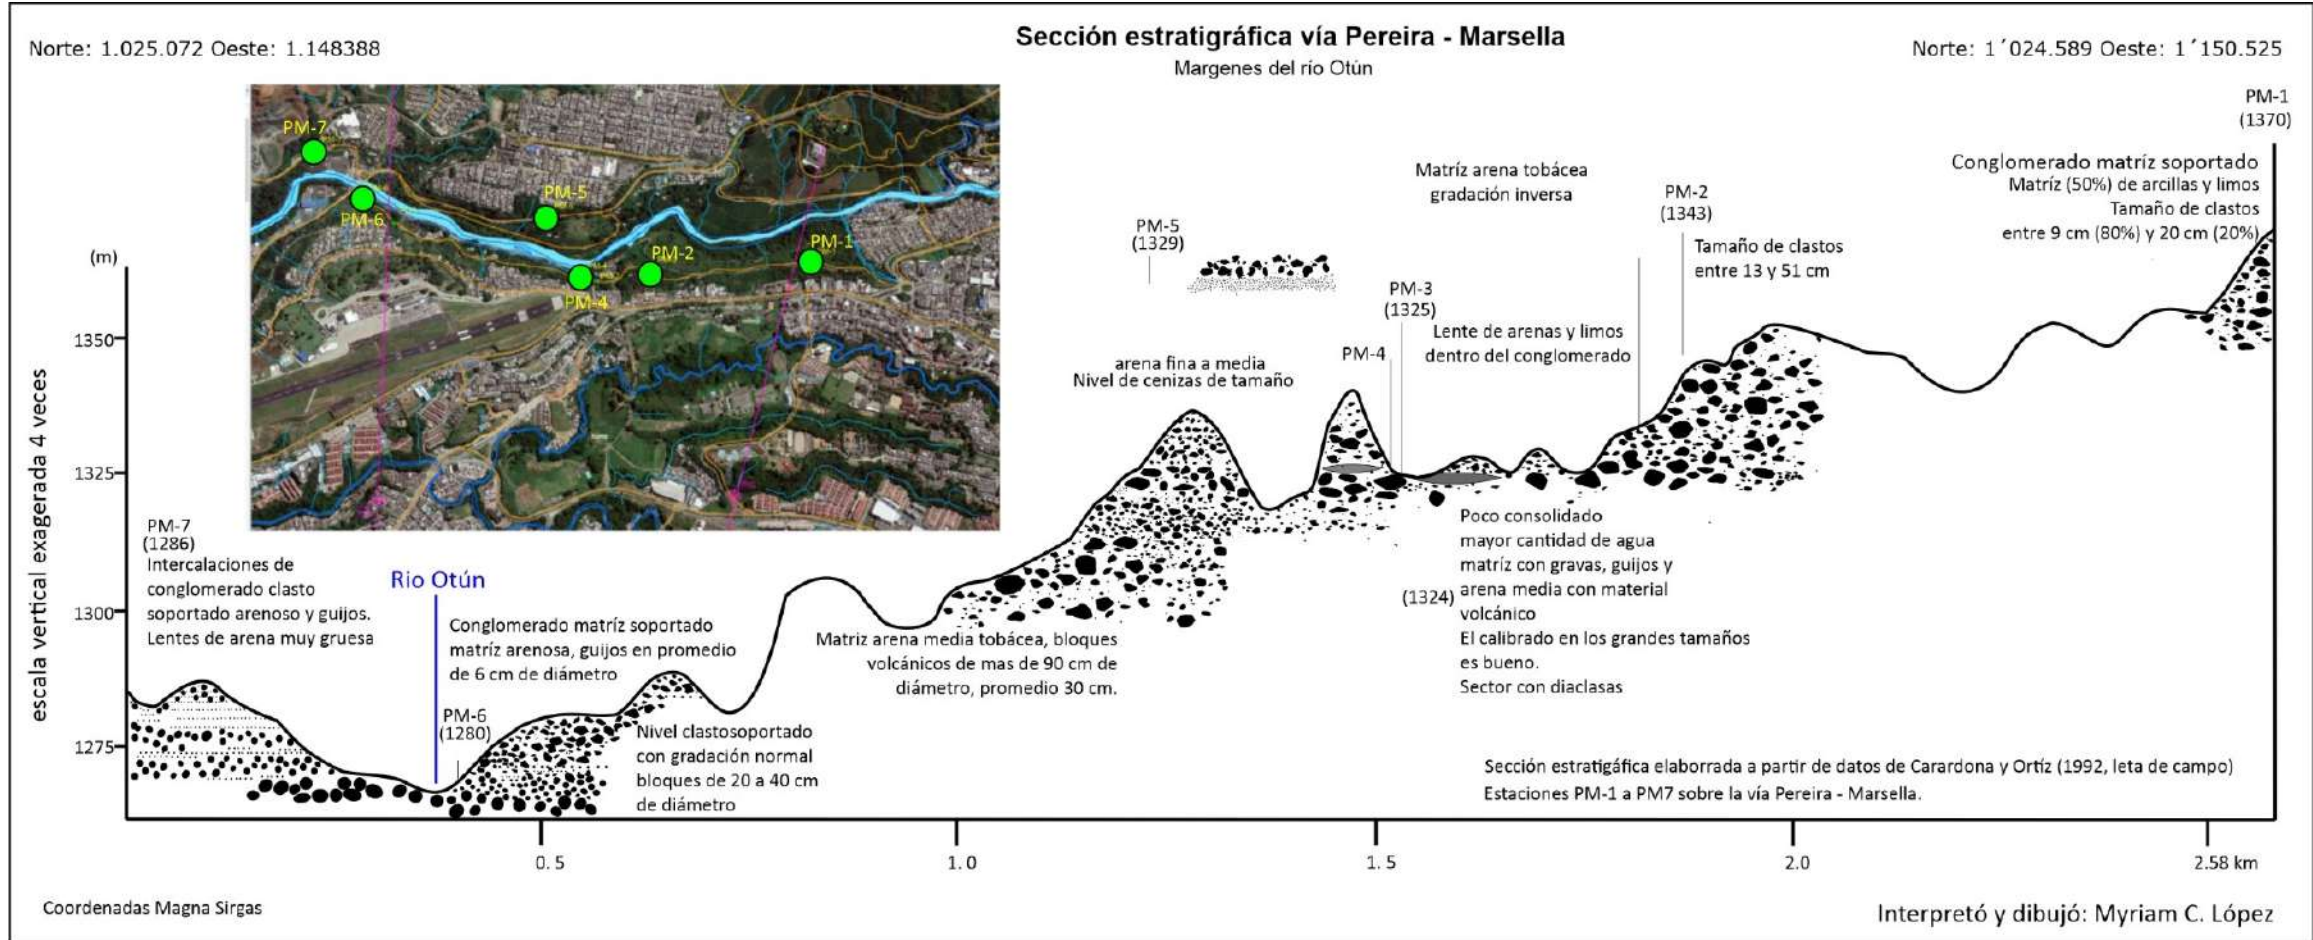 Sección estratigráfica vía Pereira - Marsella
Margenes del río Otún
Norte: 1.025.072 Oeste: 1.148388
Norte: 1´024.589 Oeste: 1´150.525
PM-7
PM-6
PM-5
PM-4
PM-2
PM-1
escala vertical exagerada 4 veces
(m)
1350
1325
1300
1275
PM-7
(1286)
Intercalaciones de
conglomerado clasto
soportado arenoso y guijos.
Lentes de arena muy gruesa
Rio Otún
Conglomerado matríz soportado
matríz arenosa, guijos en promedio
de 6 cm de diámetro
PM-6
(1280)
Nivel clastosoportado
con gradación normal
bloques de 20 a 40 cm
de diámetro
Matriz arena media tobácea, bloques
volcánicos de mas de 90 cm de
diámetro, promedio 30 cm.
PM-5
(1329)
arena fina a media
Nivel de cenizas de tamaño
PM-4
PM-3
(1325)
Matríz arena tobácea
gradación inversa
Lente de arenas y limos
dentro del conglomerado
(1324)
Poco consolidado
mayor cantidad de agua
matríz con gravas, guijos y
arena media con material
volcánico
El calibrado en los grandes tamaños
es bueno.
Sector con diaclasas
PM-2
(1343)
Tamaño de clastos
entre 13 y 51 cm
PM-1
(1370)
Conglomerado matríz soportado
Matríz (50%) de arcillas y limos
Tamaño de clastos
entre 9 cm (80%) y 20 cm (20%)
Sección estratigáfica elaborrada a partir de datos de Carardona y Ortíz (1992, leta de campo)
Estaciones PM-1 a PM7 sobre la vía Pereira - Marsella.
0.5
1.0
1.5
2.0
2.58 km
Coordenadas Magna Sirgas
Interpretó y dibujó: Myriam C. López